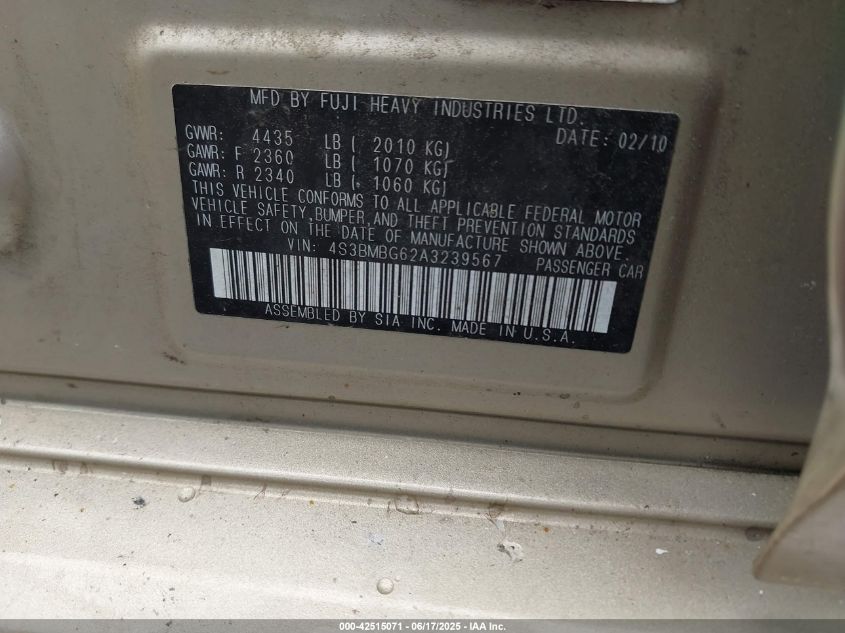 MFD BY FUJI HEAVY INDUSTRIES LTD.
DATE: 02/10
GVWR: 4435 LB ( 2010 KG)
GAWR: F 2360 LB ( 1070 KG)
GAWR: R 2340 LB ( 1060 KG)
THIS VEHICLE CONFORMS TO ALL APPLICABLE FEDERAL MOTOR
VEHICLE SAFETY, BUMPER, AND THEFT PREVENTION STANDARDS
IN EFFECT ON THE DATE OF MANUFACTURE SHOWN ABOVE.
VIN: 4S3BMBG62A3239567 PASSENGER CAR
ASSEMBLED BY SIA INC. MADE IN U.S.A.
000-42515071 - 06/17/2025 - IAA Inc.